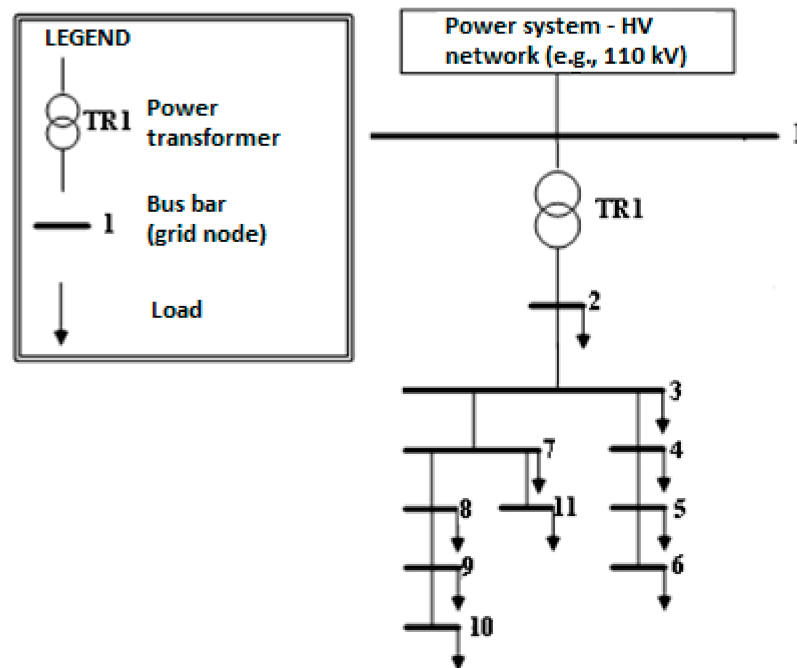 LEGEND
TR1
Power
transformer
1
Bus bar
(grid node)
Load
Power system - HV
network (e.g., 110 kV)
1
TR1
2
3
7
4
8
11
5
9
6
10